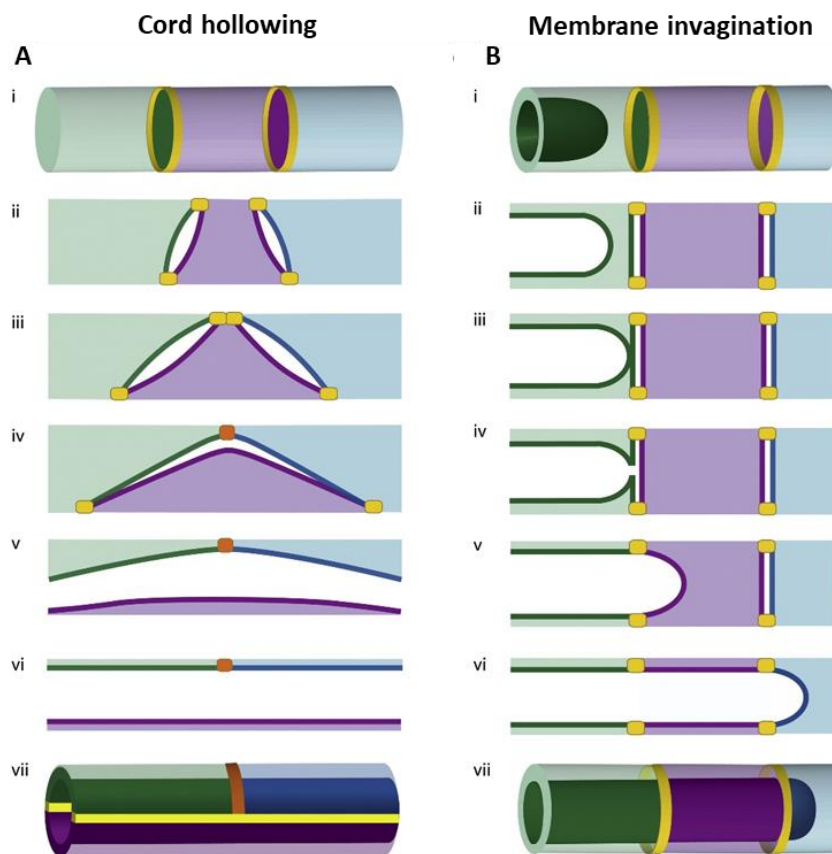 Cord hollowing
Membrane invagination
A
B
i
ii
iii
iv
v
vi
vii
i
ii
iii
iv
v
vi
vii